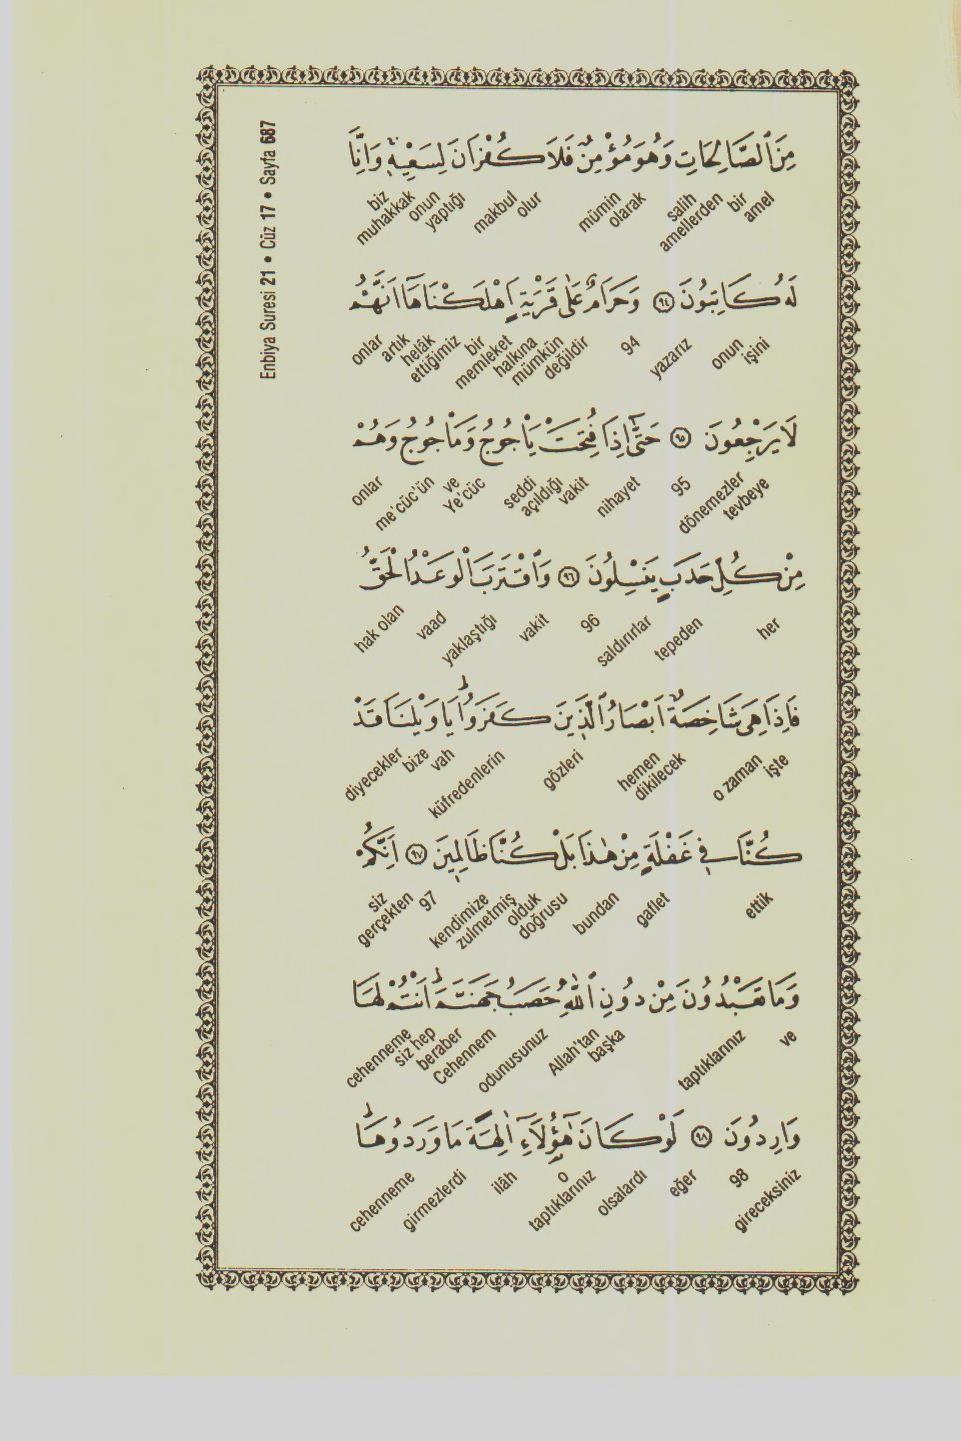 Enbiya Suresi 21 • Cüz 17 • Sayfa 687
مِنَ الصَّالِحَاتِ وَهُوَ مُؤْمِنٌ فَلَا كُفْرَانَ لِسَعْيِهِ وَاِنَّا
amel bir amellerden salih olarak mümin olur makbul yaptığı onun muhakkak biz
لَهُ كَاتِبُونَ ٩٤ وَحَرَامٌ عَلٰى قَرْيَةٍ اَهْلَكْنَاهَا اَنَّهُمْ
işini onun yazarız 94 değildir mümkün halkına memleket bir ettiğimiz helâk artık onlar
لَا يَرْجِعُونَ ٩٥ حَتّٰٓى اِذَا فُتِحَتْ يَاْجُوجُ وَمَاْجُوجُ وَهُمْ
tevbeye dönemezler 95 nihayet vakit açıldığı seddi Ye'cüc ve me'cüc'ün onlar
مِنْ كُلِّ حَدَبٍ يَنْسِلُونَ ٩٦ وَاقْتَرَبَ الْوَعْدُ الْحَقُّ
her tepeden saldırırlar 96 vakit yaklaştığı vaad hak olan
فَاِذَا هِىَ شَاخِصَةٌ اَبْصَارُ الَّذِينَ كَفَرُوا يَا وَيْلَنَا قَدْ
işte o zaman dikilecek hemen gözleri küfredenlerin vah bize diyecekler
كُنَّا فِي غَفْلَةٍ مِنْ هٰذَا بَلْ كُنَّا ظَالِمِينَ ٩٧ اِنَّكُمْ
ettik gaflet bundan doğrusu olduk zulmetmiş kendimize 97 gerçekten siz
وَمَا تَعْبُدُونَ مِنْ دُونِ اللّٰهِ حَصَبُ جَهَنَّمَ اَنْتُمْ لَهَا
ve taptıklarınız başka Allah'tan odunusunuz Cehennem beraber siz hep cehenneme
وَارِدُونَ ٩٨ لَوْ كَانَ هٰٓؤُلَٓاءِ اٰلِهَةً مَا وَرَدُوهَا
gireceksiniz 98 eğer olsalardı taptıklarınız o ilâh girmezlerdi cehenneme